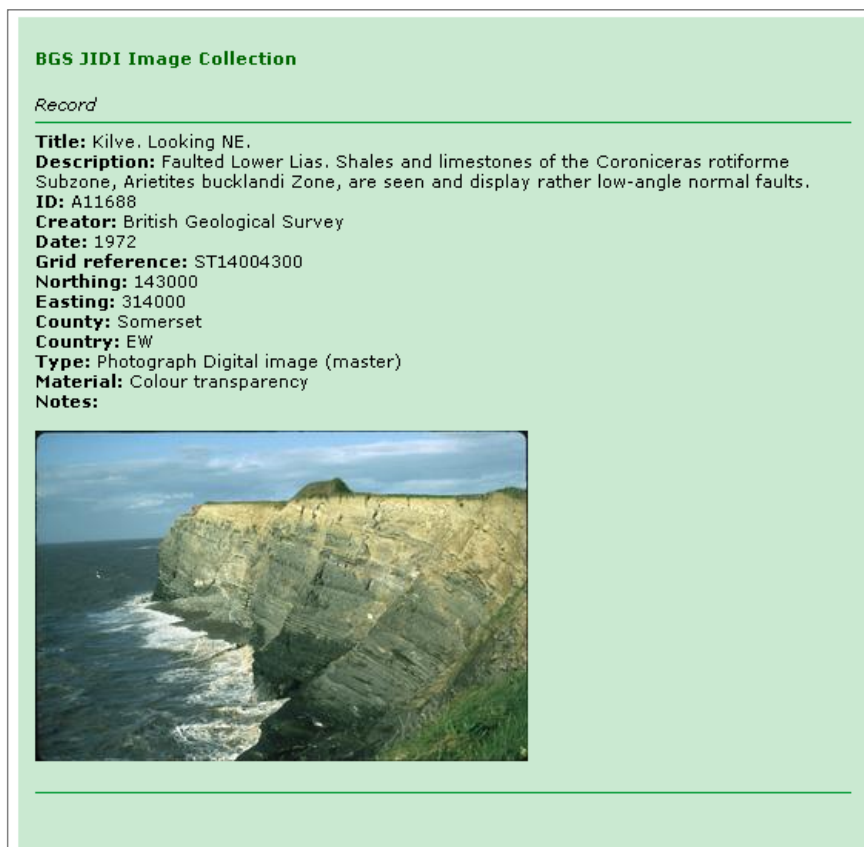 BGS JIDI Image Collection
Record
Title: Kilve. Looking NE.
Description: Faulted Lower Lias. Shales and limestones of the Coroniceras rotiforme
Subzone, Arietites bucklandi Zone, are seen and display rather low-angle normal faults.
ID: A11688
Creator: British Geological Survey
Date: 1972
Grid reference: ST14004300
Northing: 143000
Easting: 314000
County: Somerset
Country: EW
Type: Photograph Digital image (master)
Material: Colour transparency
Notes: